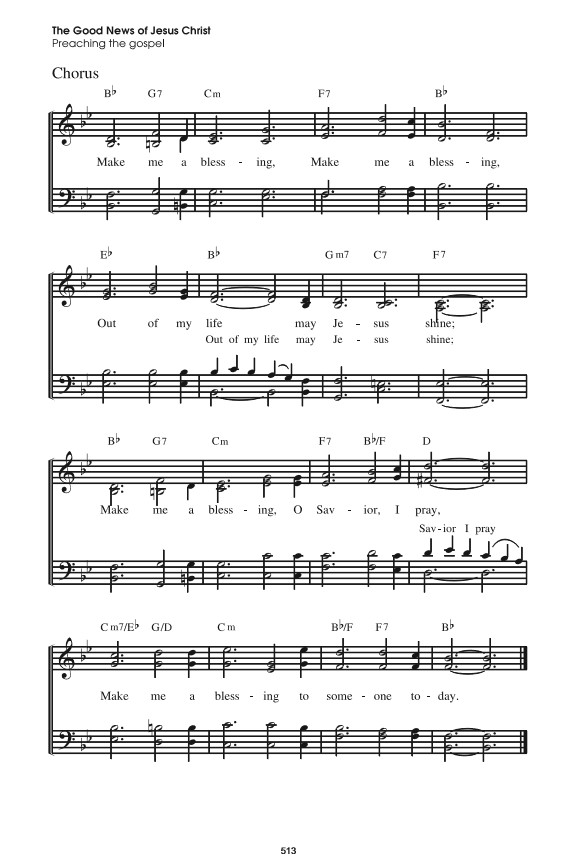 The Good News of Jesus Christ
Preaching the gospel
Chorus
B♭ G7 Cm F7 B♭
Make me a bless - ing, Make me a bless - ing,
E♭ B♭ Gm7 C7 F7
Out of my life may Je - sus shine;
Out of my life may Je - sus shine;
B♭ G7 Cm F7 B♭/F D
Make me a bless - ing, O Sav - ior, I pray,
Sav - ior I pray
Cm7/E♭ G/D Cm B♭/F F7 B♭
Make me a bless - ing to some - one to - day.
513